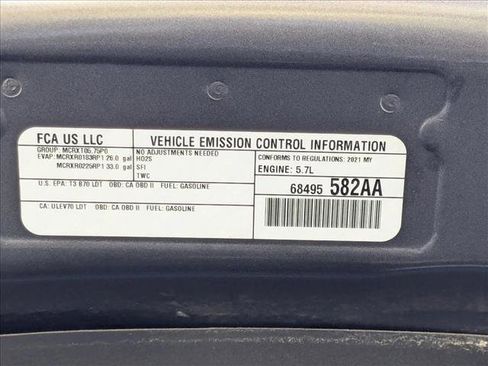 FCA US LLC
VEHICLE EMISSION CONTROL INFORMATION
GROUP: MCRXT05.75P0
EVAP: MCRXR0183RP1 26.0 gal
MCRXR0225RP1 33.0 gal
NO ADJUSTMENTS NEEDED
HO2S
SFI
TWC
CONFORMS TO REGULATIONS: 2021 MY
ENGINE: 5.7L
U.S. EPA: T3 B70 LDT OBD: CA OBD II FUEL: GASOLINE
68495 582AA
CA: ULEV70 LDT OBD: CA OBD II FUEL: GASOLINE